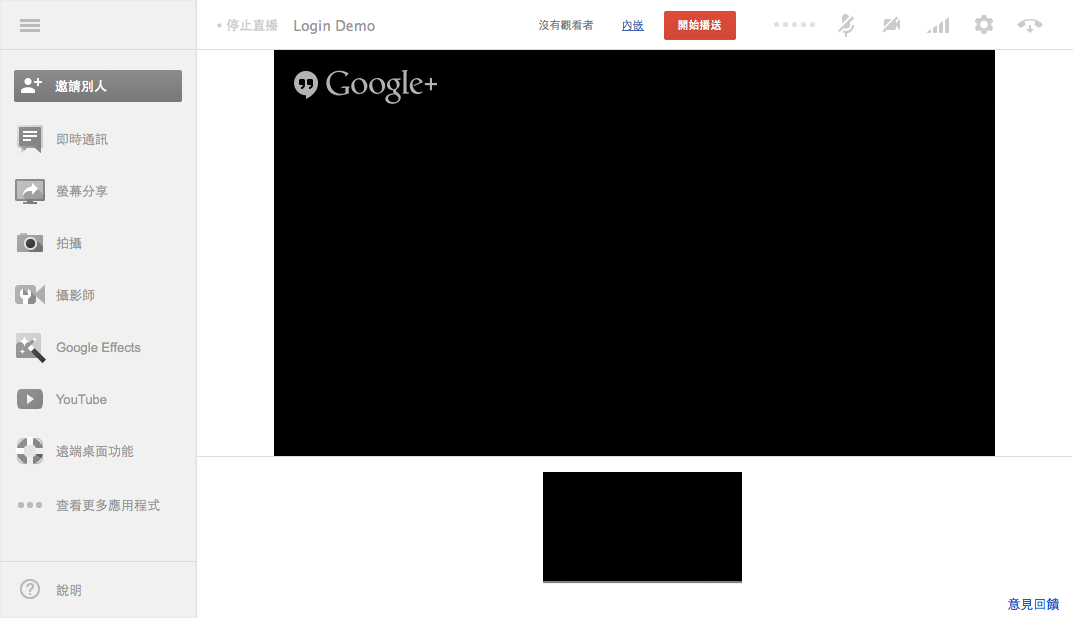 • 停止直播 Login Demo 沒有觀看者 內嵌 開始播送
邀請別人
Google+
即時通訊
螢幕分享
拍攝
攝影師
Google Effects
YouTube
遠端桌面功能
查看更多應用程式
說明
意見回饋